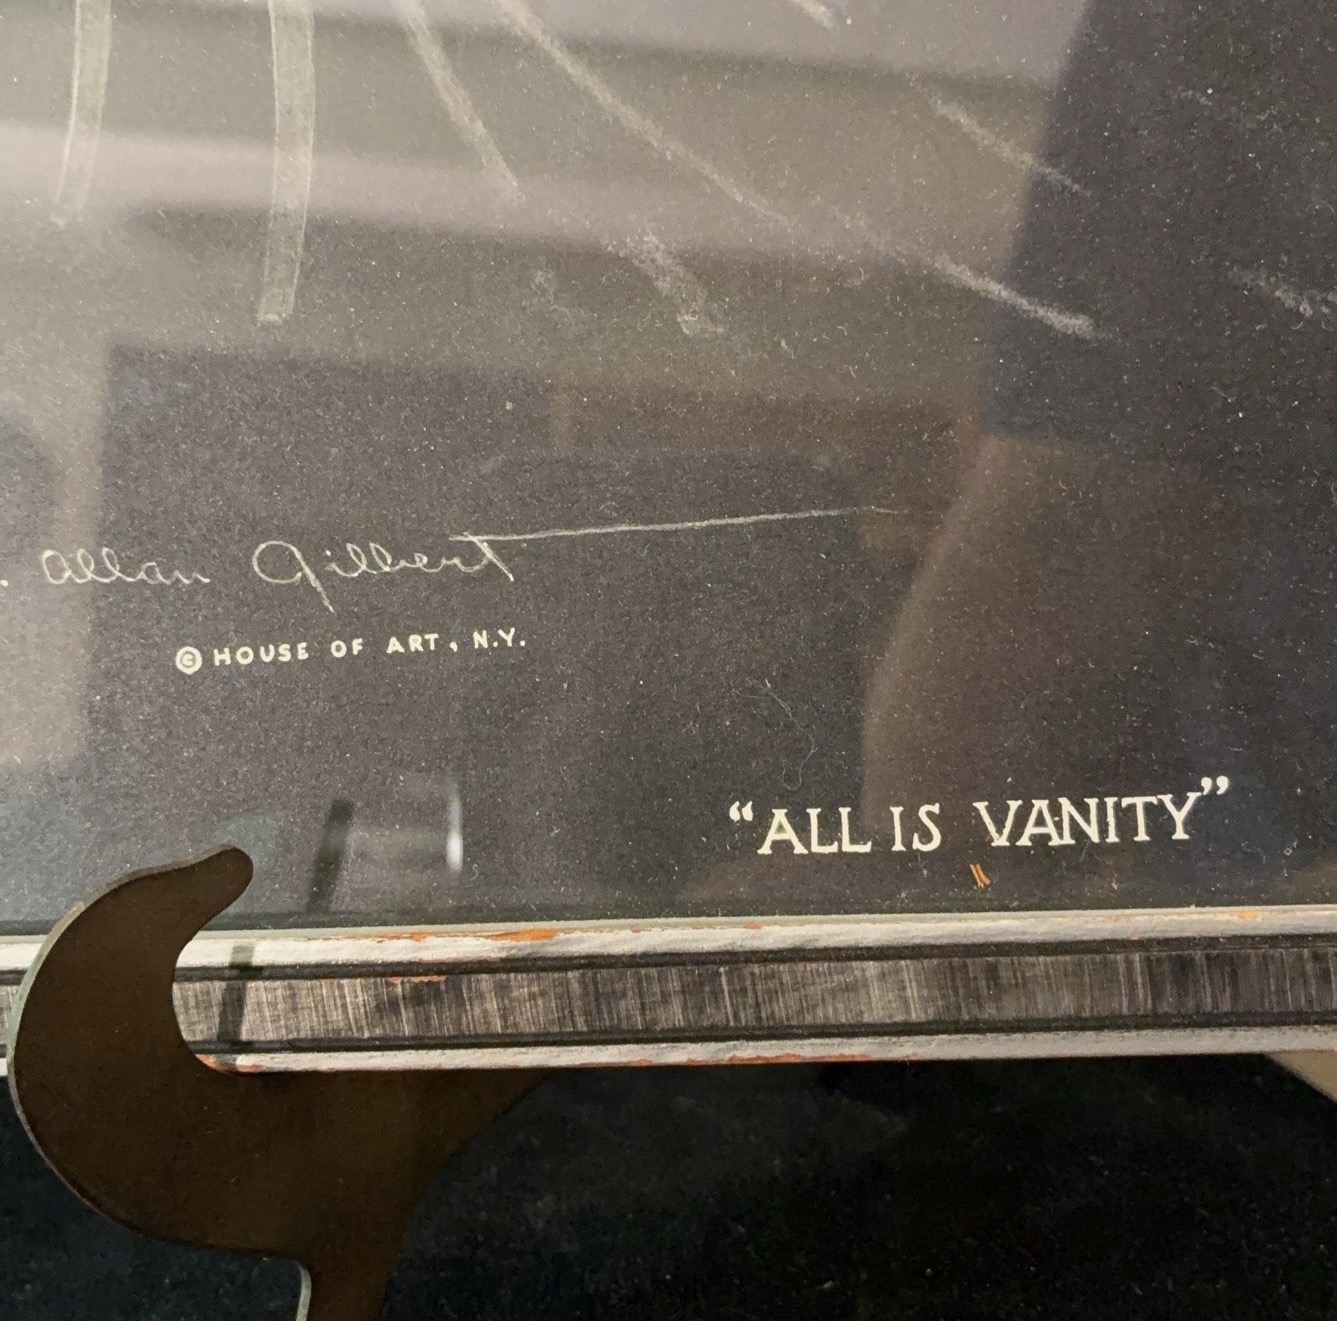 . Allan Gilbert
© HOUSE OF ART, N.Y.
“ALL IS VANITY”